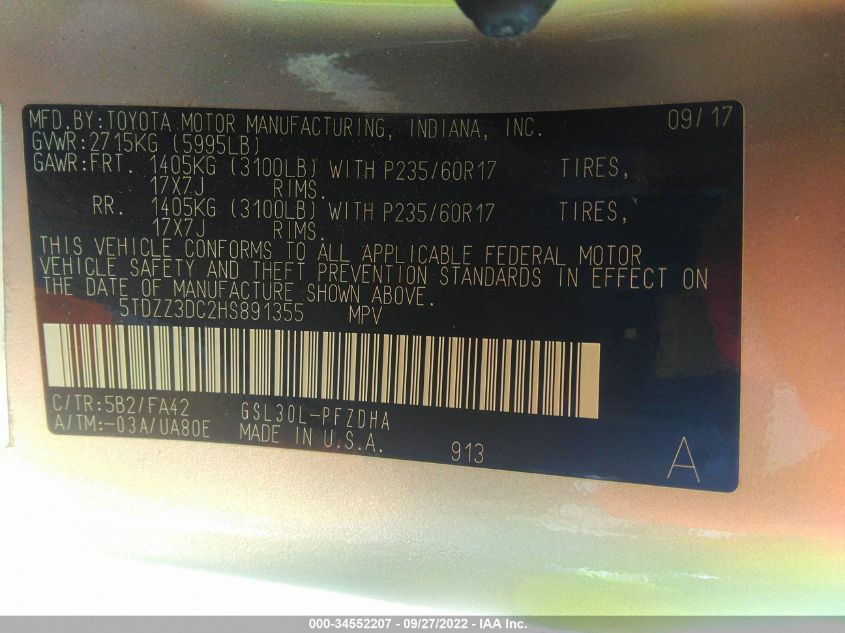 MFD.BY:TOYOTA MOTOR MANUFACTURING, INDIANA, INC. 09/17
GVWR:2715KG (5995LB)
GAWR:FRT. 1405KG (3100LB) WITH P235/60R17 TIRES,
17X7J RIMS.
RR. 1405KG (3100LB) WITH P235/60R17 TIRES,
17X7J RIMS.
THIS VEHICLE CONFORMS TO ALL APPLICABLE FEDERAL MOTOR
VEHICLE SAFETY AND THEFT PREVENTION STANDARDS IN EFFECT ON
THE DATE OF MANUFACTURE SHOWN ABOVE.
5TDZZ3DC2HS891355 MPV
C/TR:5B2/FA42 GSL30L-PFZDHA
A/TM:-03A/UA80E MADE IN U.S.A. 913 A
000-34552207 - 09/27/2022 - IAA Inc.